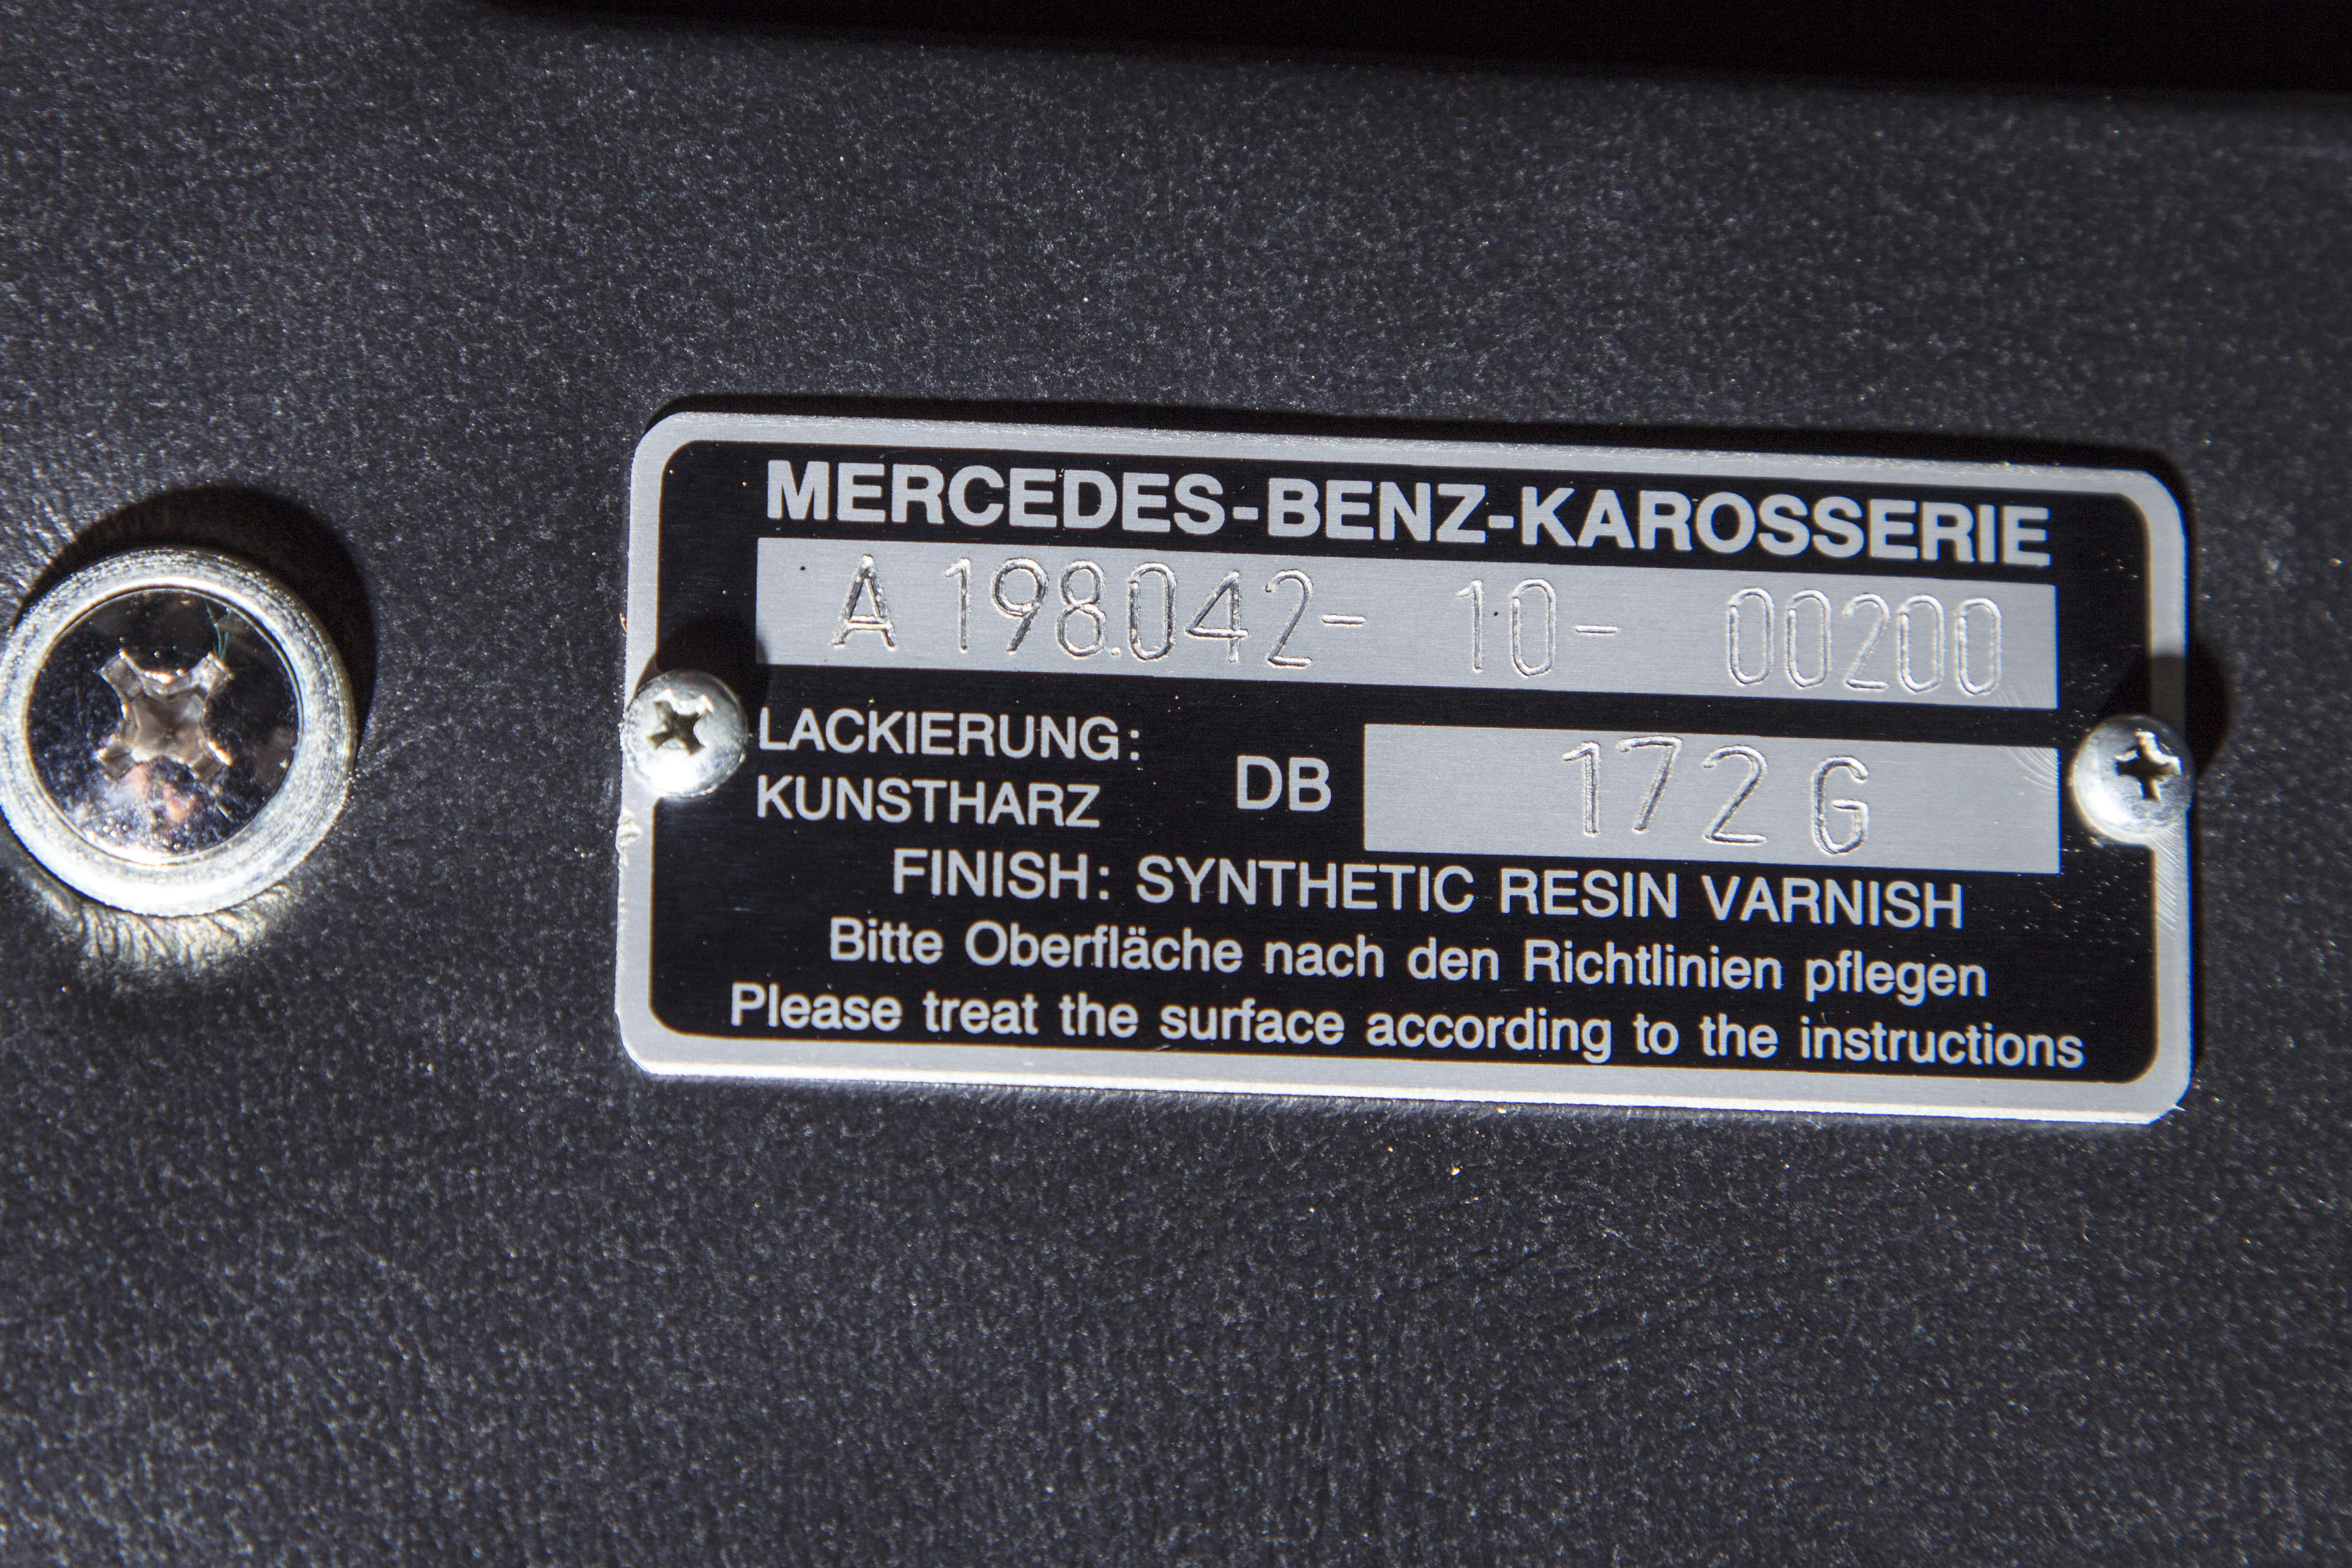 MERCEDES-BENZ-KAROSSERIE
A 198.042- 10- 00200
LACKIERUNG:
KUNSTHARZ DB 172 G
FINISH: SYNTHETIC RESIN VARNISH
Bitte Oberfläche nach den Richtlinien pflegen
Please treat the surface according to the instructions